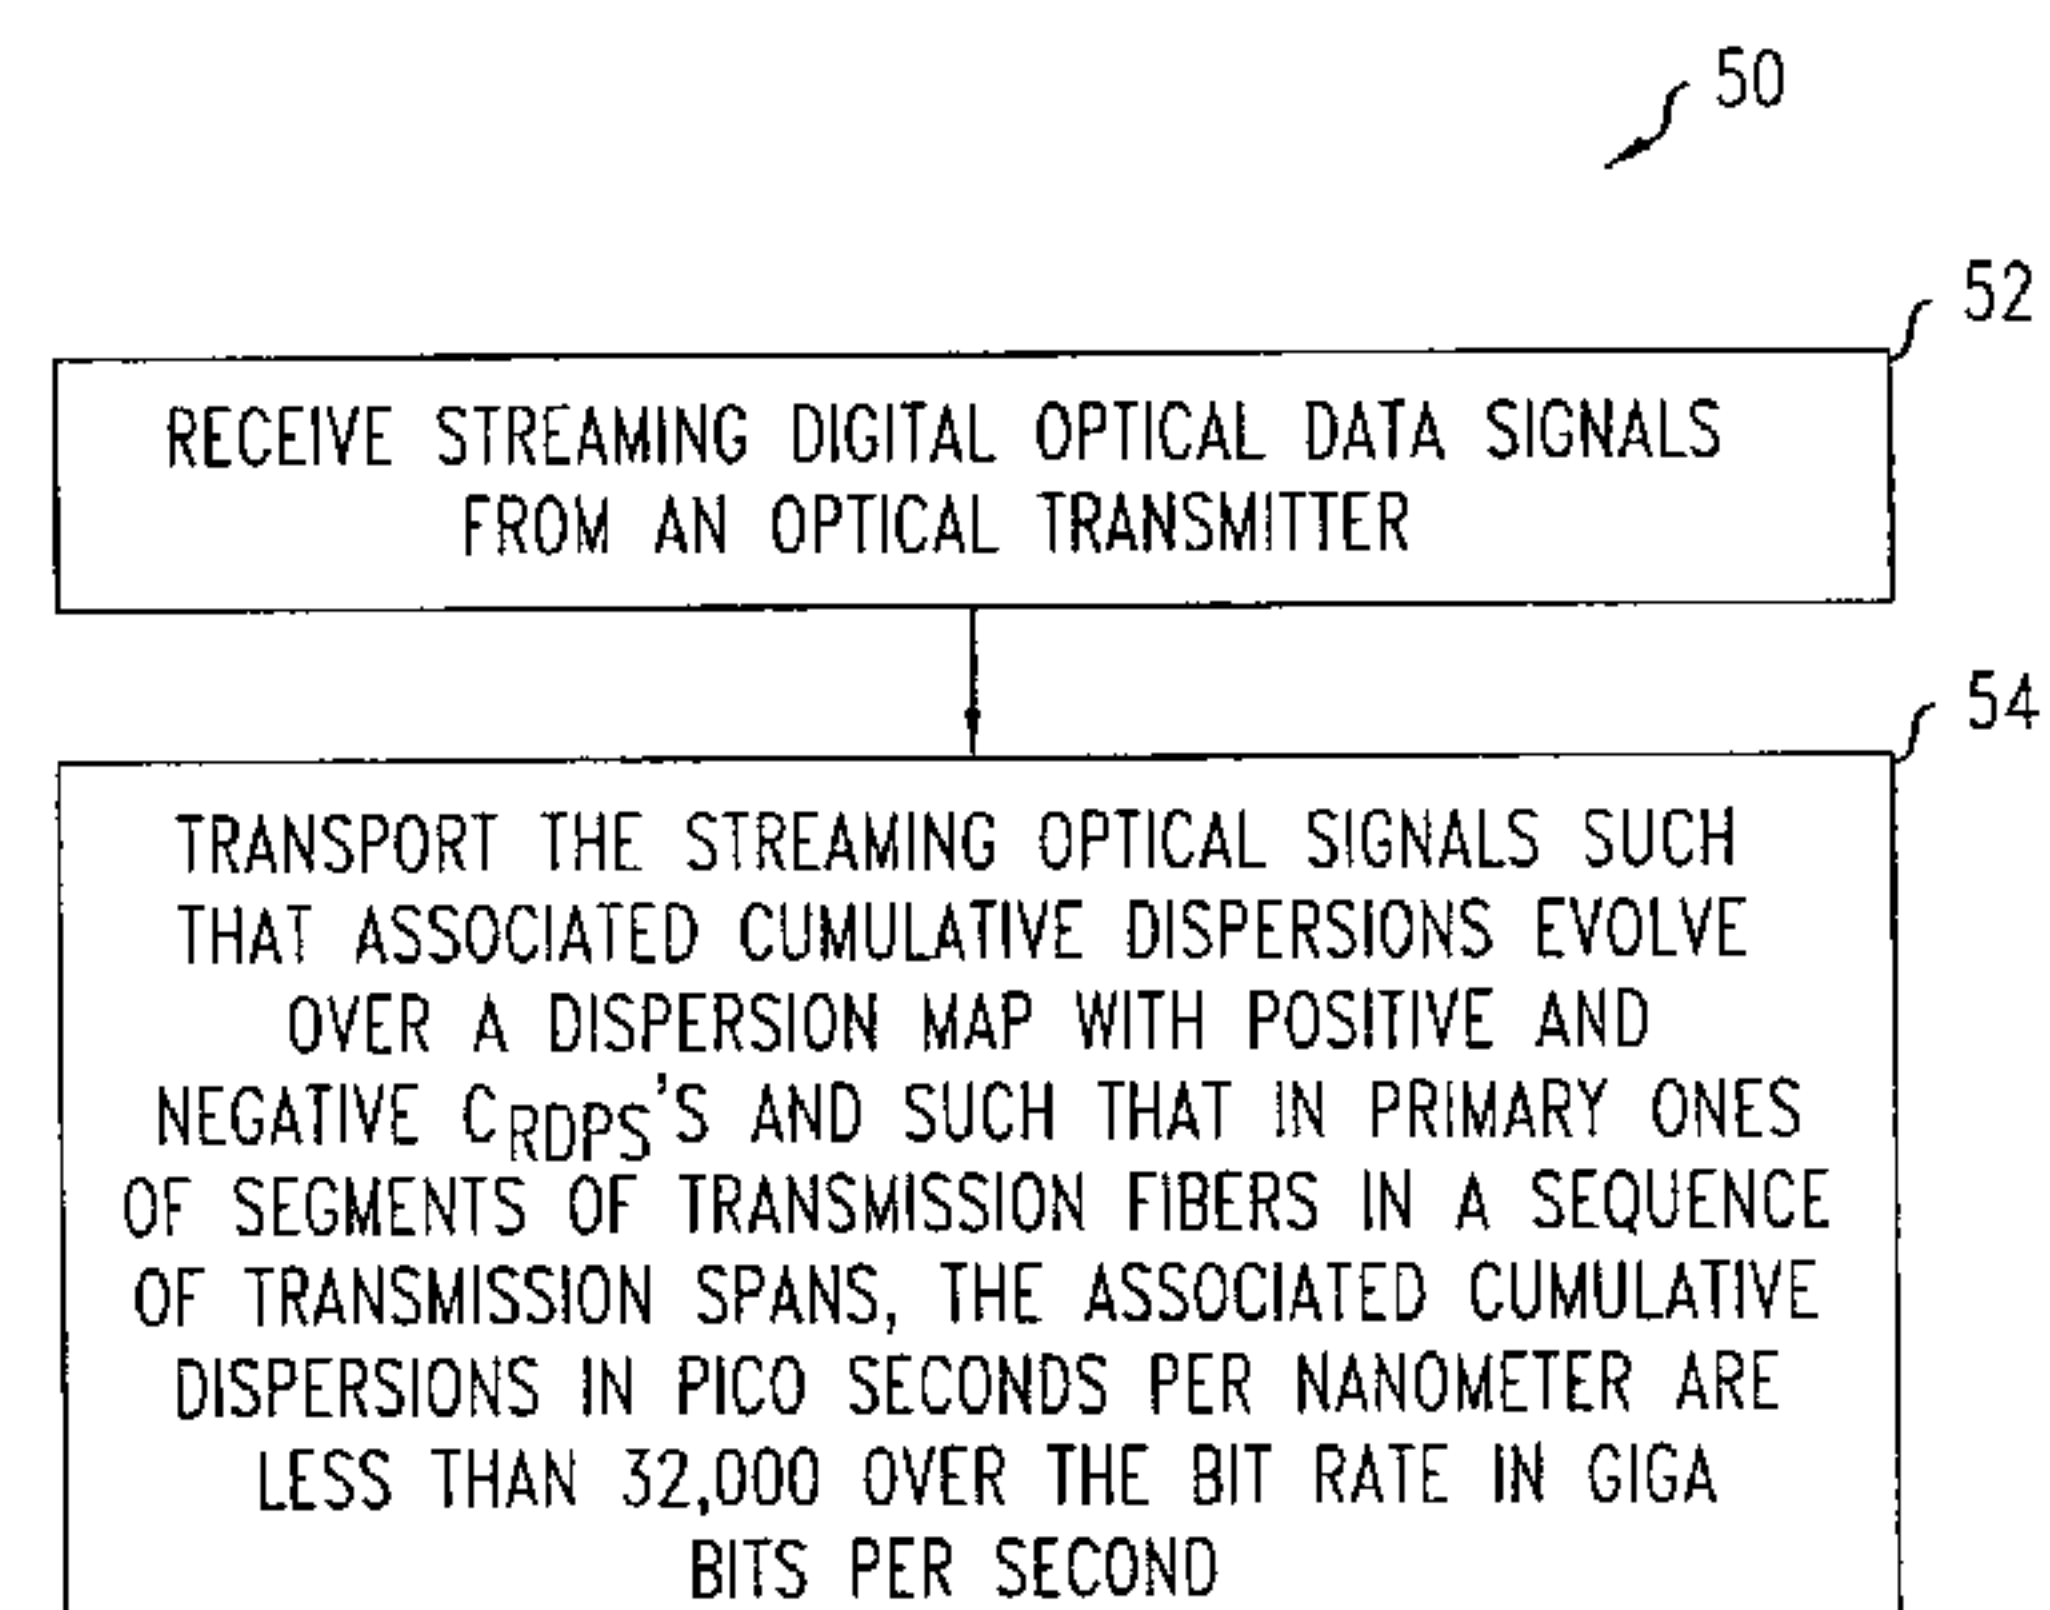 50
52
RECEIVE STREAMING DIGITAL OPTICAL DATA SIGNALS
FROM AN OPTICAL TRANSMITTER
54
TRANSPORT THE STREAMING OPTICAL SIGNALS SUCH
THAT ASSOCIATED CUMULATIVE DISPERSIONS EVOLVE
OVER A DISPERSION MAP WITH POSITIVE AND
NEGATIVE CRDPS'S AND SUCH THAT IN PRIMARY ONES
OF SEGMENTS OF TRANSMISSION FIBERS IN A SEQUENCE
OF TRANSMISSION SPANS, THE ASSOCIATED CUMULATIVE
DISPERSIONS IN PICO SECONDS PER NANOMETER ARE
LESS THAN 32,000 OVER THE BIT RATE IN GIGA
BITS PER SECOND